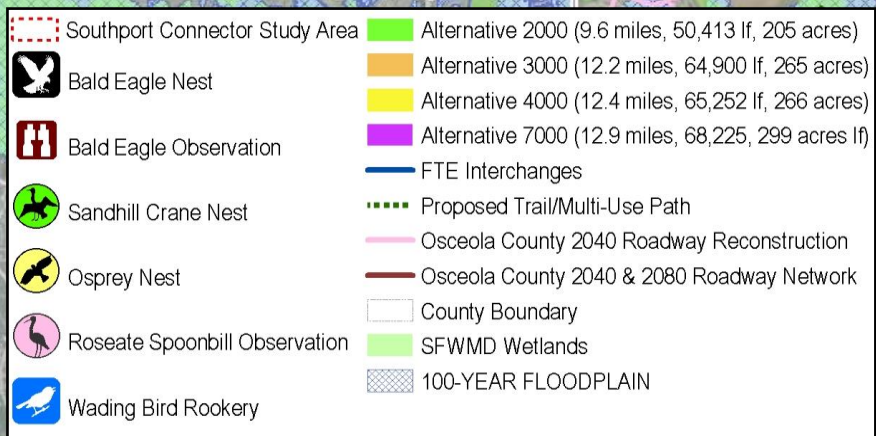 Southport Connector Study Area
Bald Eagle Nest
Bald Eagle Observation
Sandhill Crane Nest
Osprey Nest
Roseate Spoonbill Observation
Wading Bird Rookery
Alternative 2000 (9.6 miles, 50,413 lf, 205 acres)
Alternative 3000 (12.2 miles, 64,900 lf, 265 acres)
Alternative 4000 (12.4 miles, 65,252 lf, 266 acres)
Alternative 7000 (12.9 miles, 68,225, 299 acres lf)
FTE Interchanges
Proposed Trail/Multi-Use Path
Osceola County 2040 Roadway Reconstruction
Osceola County 2040 & 2080 Roadway Network
County Boundary
SFWMD Wetlands
100-YEAR FLOODPLAIN